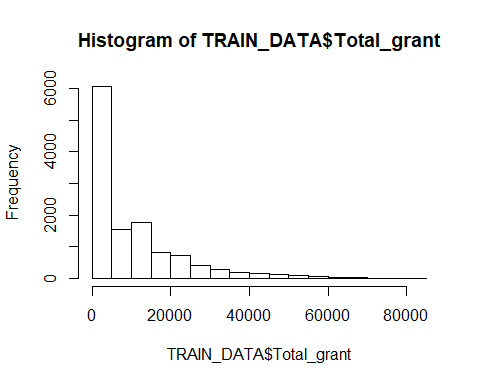 Histogram of TRAIN_DATA$Total_grant
Frequency
6000
4000
2000
0
0 20000 40000 60000 80000
TRAIN_DATA$Total_grant